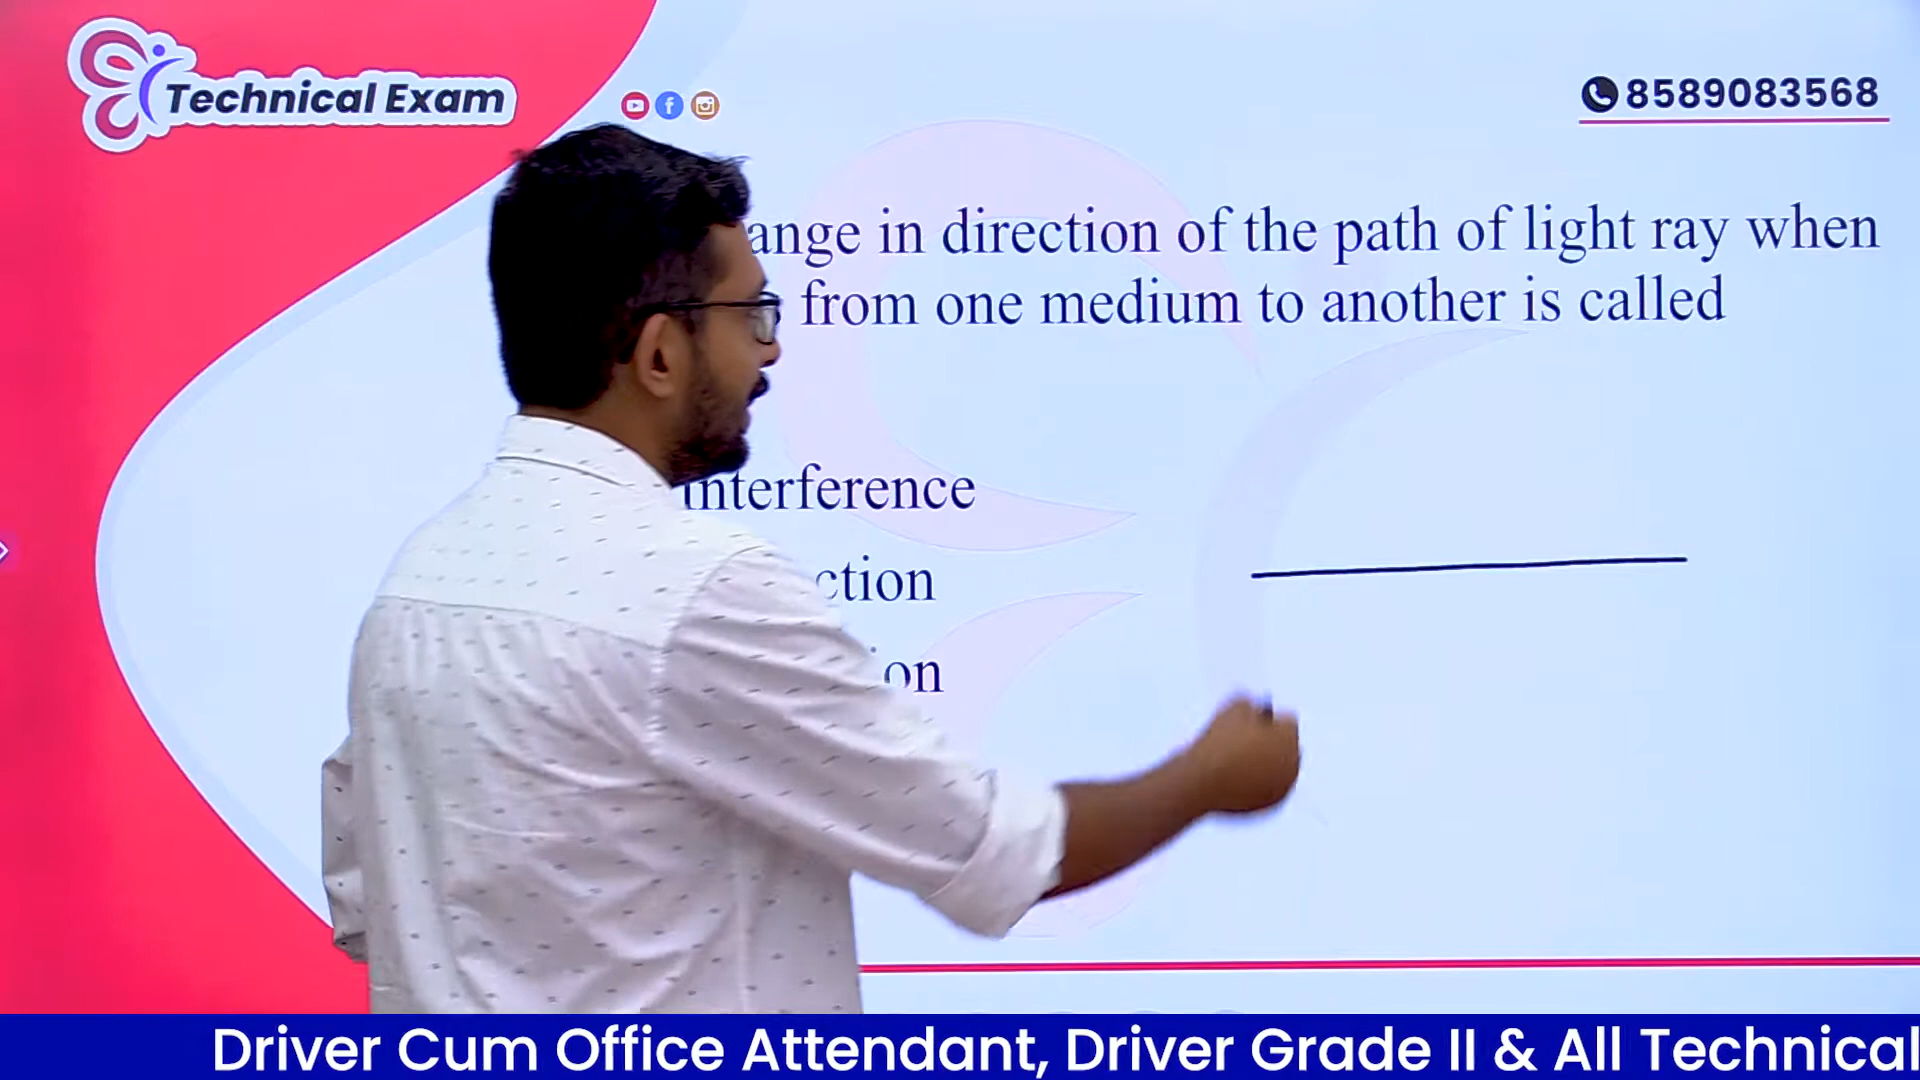 Technical Exam
8589083568
ange in direction of the path of light ray when
from one medium to another is called
interference
ction
on
Driver Cum Office Attendant, Driver Grade II & All Technical